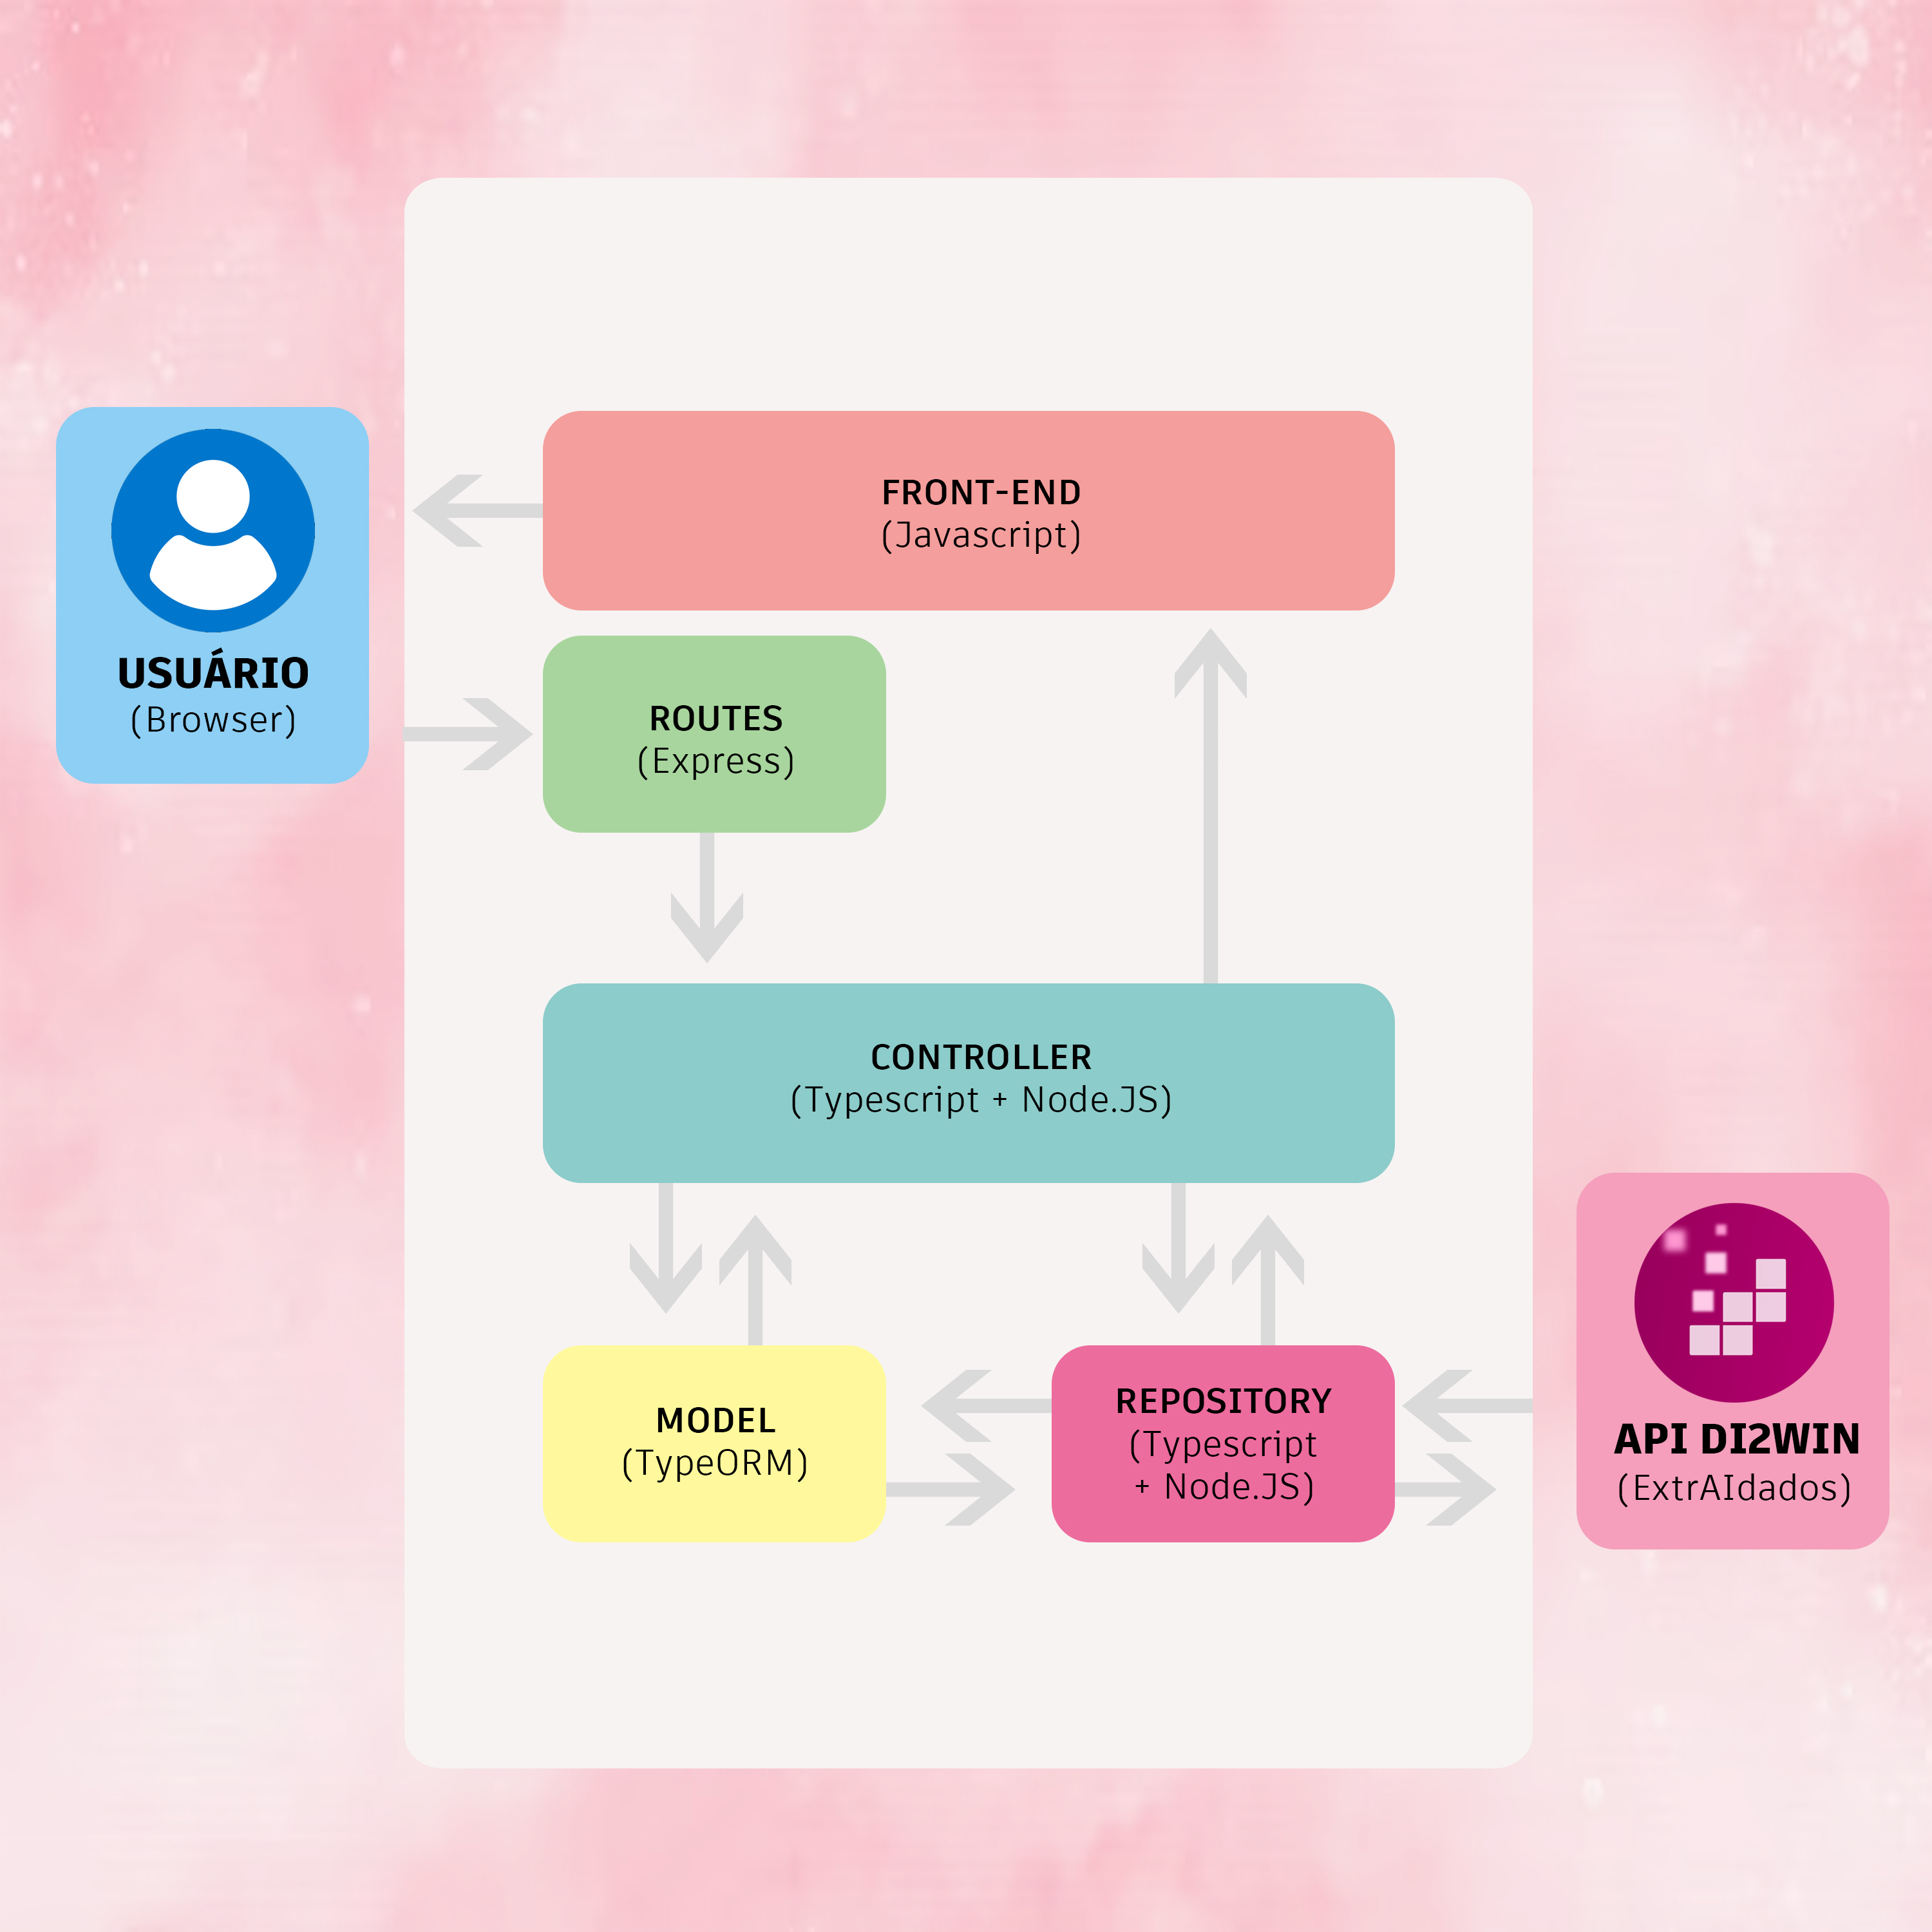 USUÁRIO
(Browser)
FRONT-END
(Javascript)
ROUTES
(Express)
CONTROLLER
(Typescript + Node.JS)
MODEL
(TypeORM)
REPOSITORY
(Typescript
+ Node.JS)
API DI2WIN
(ExtrAIdados)